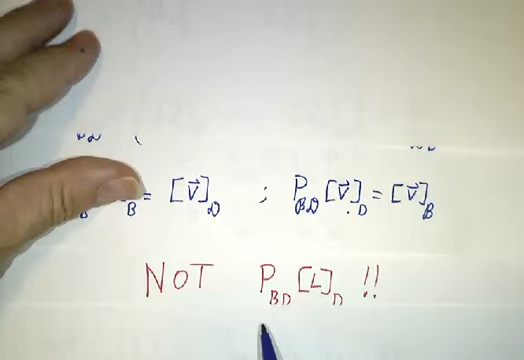 B B = [V⃗]_D ; P_BD [V⃗]_D = [V⃗]_B
NOT P_BD [L]_D !!